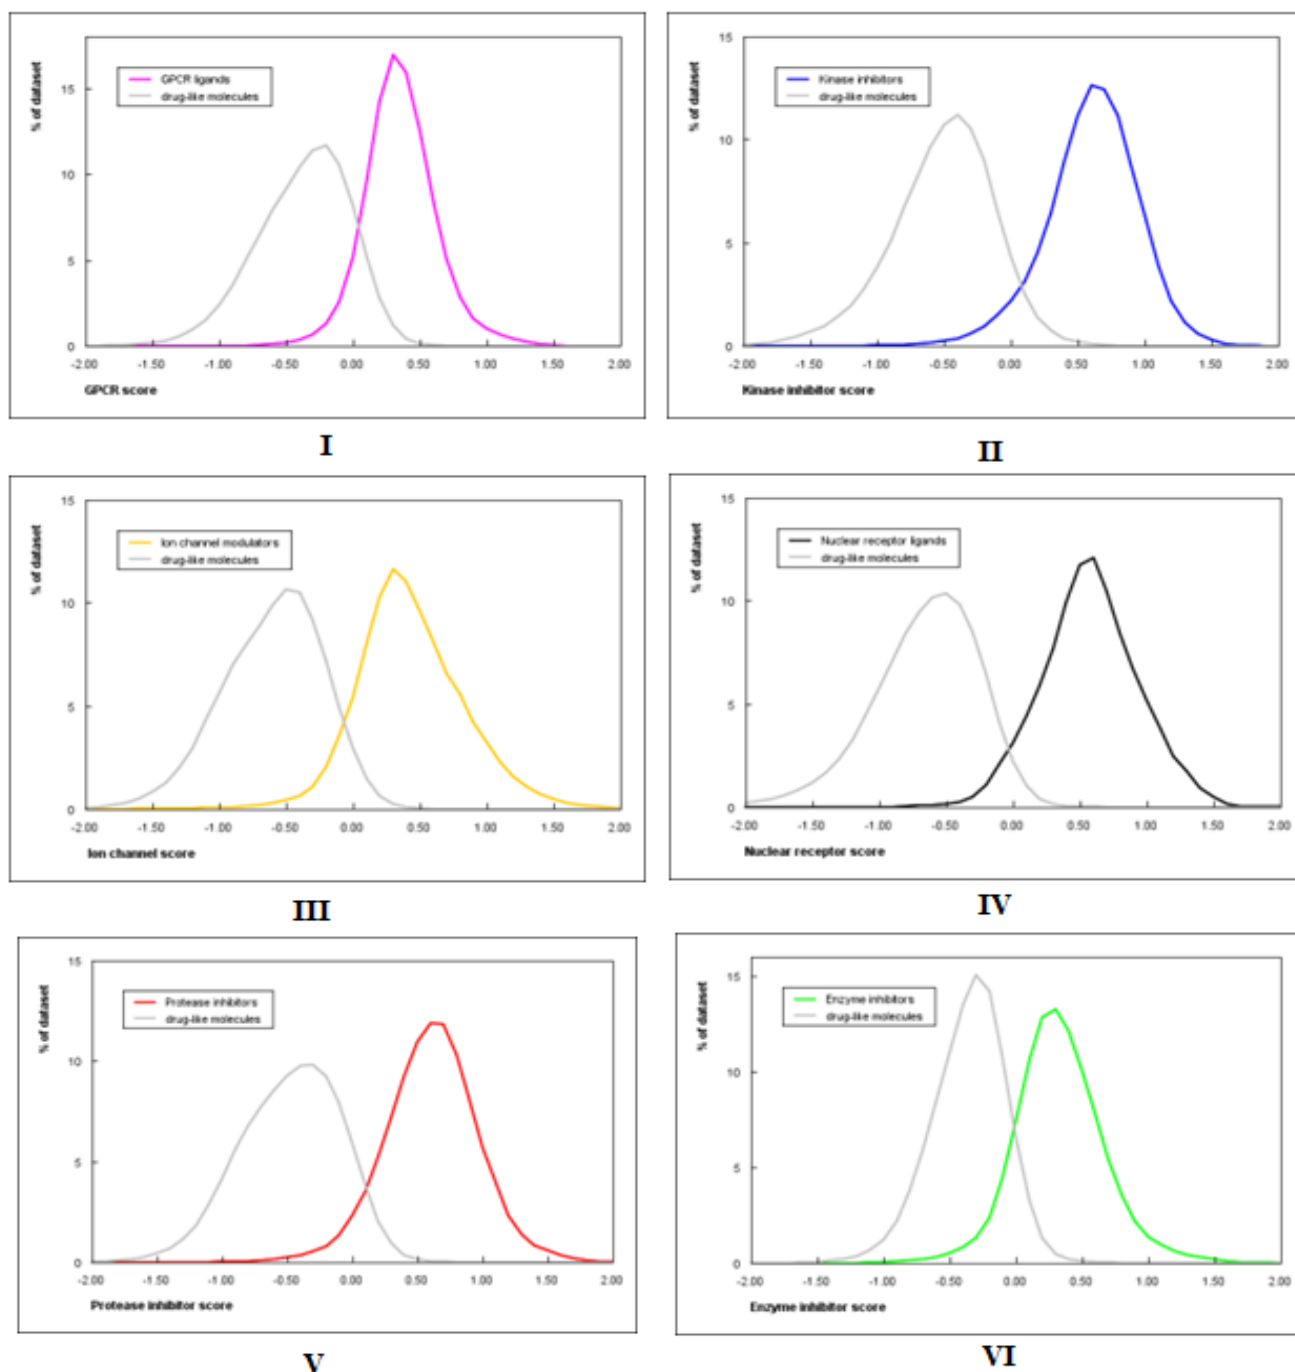 % of dataset
15
10
5
0
GPCR ligands
drug-like molecules
-2.00 -1.50 -1.00 -0.50 0.00 0.50 1.00 1.50 2.00
GPCR score
I
% of dataset
15
10
5
0
Kinase inhibitors
drug-like molecules
-2.00 -1.50 -1.00 -0.50 0.00 0.50 1.00 1.50 2.00
Kinase inhibitor score
II
% of dataset
15
10
5
0
Ion channel modulators
drug-like molecules
-2.00 -1.50 -1.00 -0.50 0.00 0.50 1.00 1.50 2.00
Ion channel score
III
% of dataset
15
10
5
0
Nuclear receptor ligands
drug-like molecules
-2.00 -1.50 -1.00 -0.50 0.00 0.50 1.00 1.50 2.00
Nuclear receptor score
IV
% of dataset
15
10
5
0
Protease inhibitors
drug-like molecules
-2.00 -1.50 -1.00 -0.50 0.00 0.50 1.00 1.50 2.00
Protease inhibitor score
V
% of dataset
15
10
5
0
Enzyme inhibitors
drug-like molecules
-2.00 -1.50 -1.00 -0.50 0.00 0.50 1.00 1.50 2.00
Enzyme inhibitor score
VI